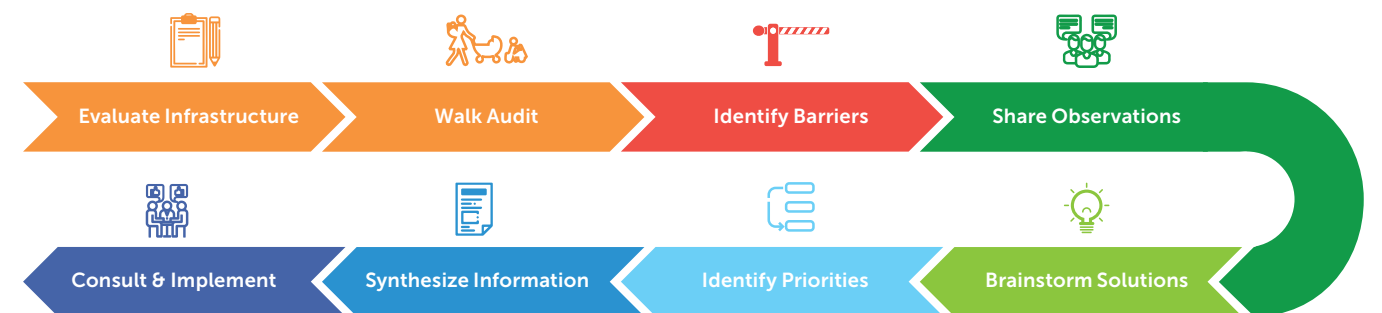 Evaluate Infrastructure
Walk Audit
Identify Barriers
Share Observations
Brainstorm Solutions
Identify Priorities
Synthesize Information
Consult & Implement